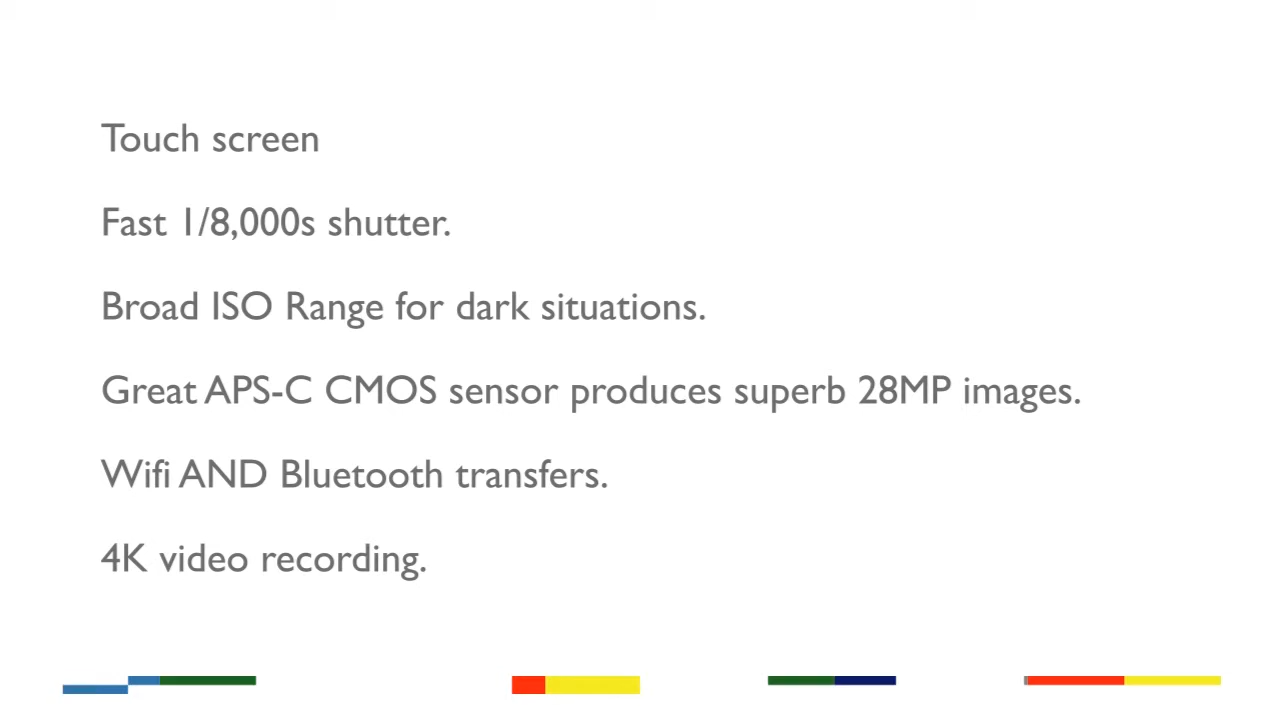 Touch screen
Fast 1/8,000s shutter.
Broad ISO Range for dark situations.
Great APS-C CMOS sensor produces superb 28MP images.
Wifi AND Bluetooth transfers.
4K video recording.